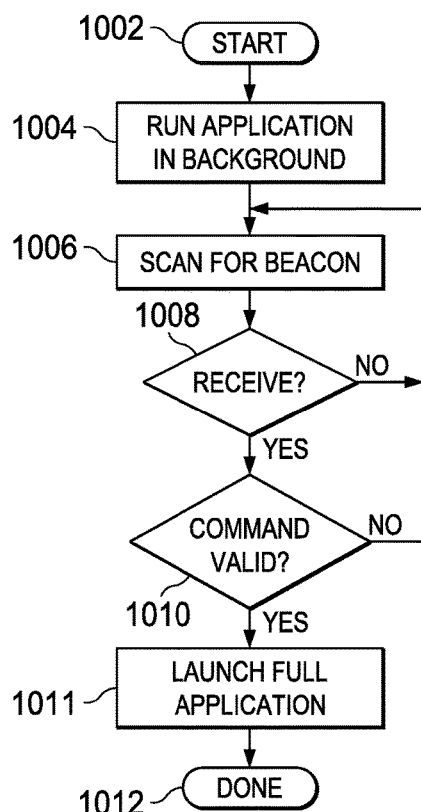 1002
START
1004
RUN APPLICATION
IN BACKGROUND
1006
SCAN FOR BEACON
1008
RECEIVE?
NO
YES
COMMAND
VALID?
NO
1010
YES
LAUNCH FULL
APPLICATION
1011
DONE
1012